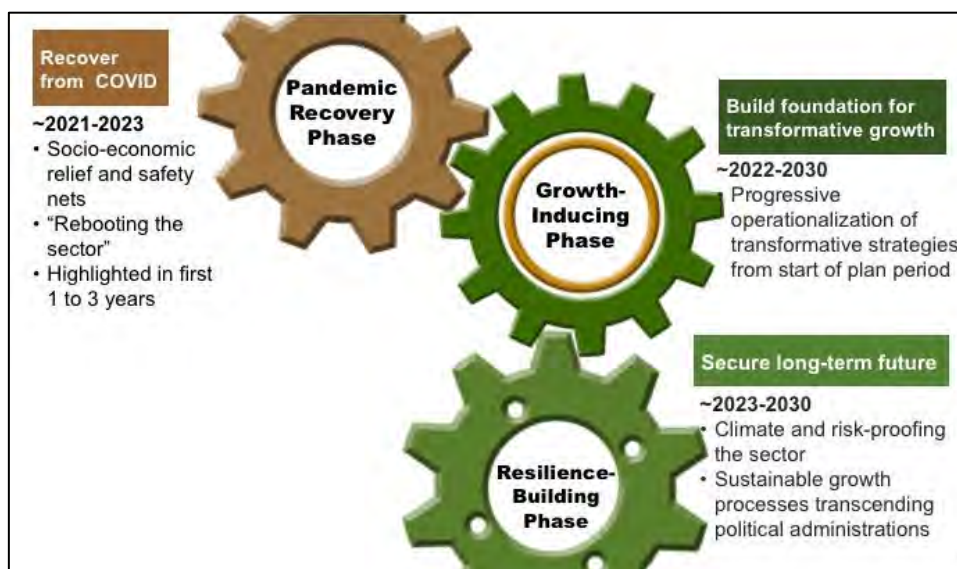 Recover
from COVID
~2021-2023
• Socio-economic
relief and safety
nets
• “Rebooting the
sector”
• Highlighted in first
1 to 3 years
Pandemic
Recovery
Phase
Growth-
Inducing
Phase
Build foundation for
transformative growth
~2022-2030
• Progressive
operationalization of
transformative strategies
from start of plan period
Secure long-term future
~2023-2030
• Climate and risk-proofing
the sector
• Sustainable growth
processes transcending
political administrations
Resilience-
Building
Phase